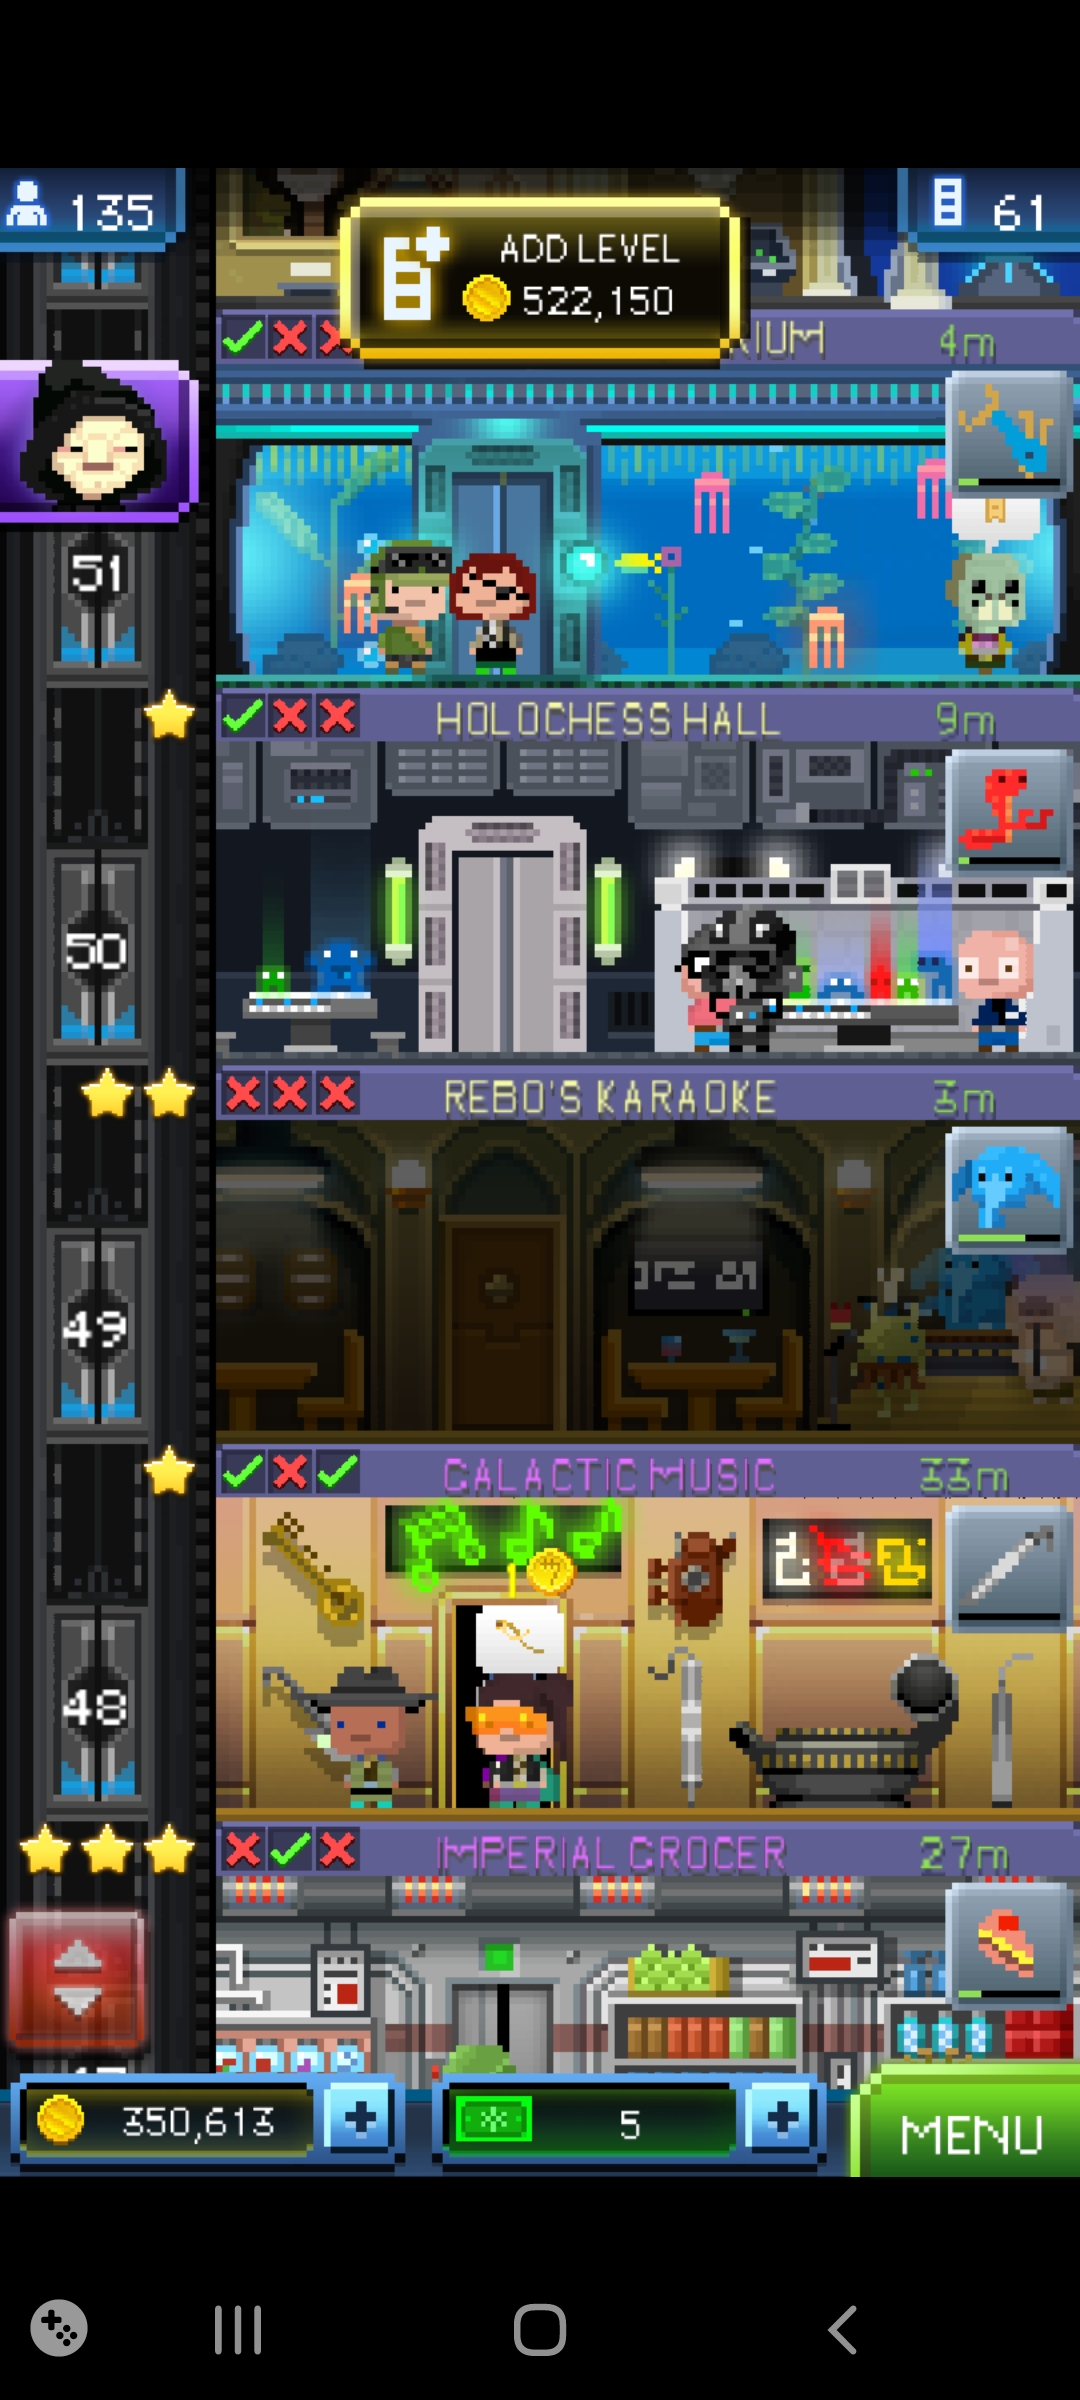 135
ADD LEVEL
522,150
61
4m
51
HOLOCHESS HALL
9m
50
REBO'S KARAOKE
3m
49
GALACTIC MUSIC
33m
1
48
IMPERIAL GROCER
27m
350,613
5
MENU